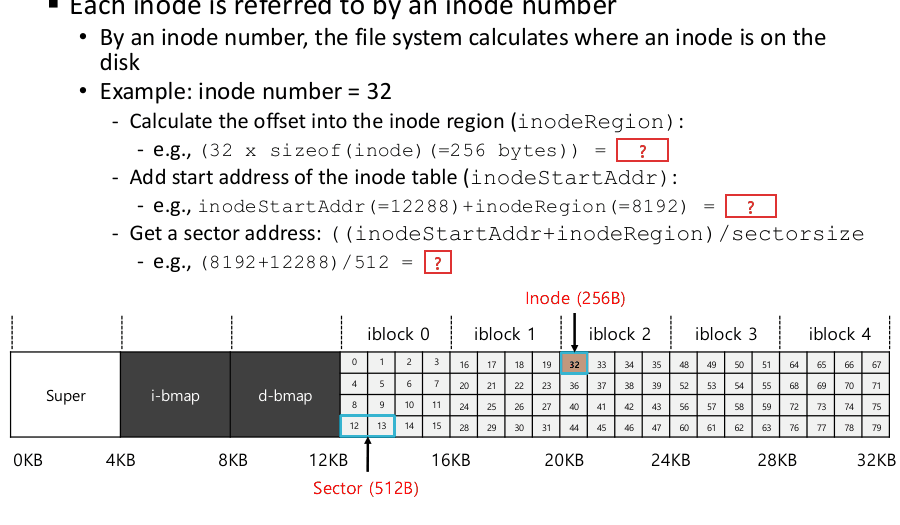 ▪ Each inode is referred to by an inode number
• By an inode number, the file system calculates where an inode is on the
disk
• Example: inode number = 32
- Calculate the offset into the inode region (inodeRegion):
- e.g., (32 x sizeof(inode)(=256 bytes)) = ?
- Add start address of the inode table (inodeStartAddr):
- e.g., inodeStartAddr(=12288)+inodeRegion(=8192) = ?
- Get a sector address: ((inodeStartAddr+inodeRegion)/sectorsize
- e.g., (8192+12288)/512 = ?
Inode (256B)
iblock 0 iblock 1 iblock 2 iblock 3 iblock 4
0 1 2 3 16 17 18 19 32 33 34 35 48 49 50 51 64 65 66 67
4 5 6 7 20 21 22 23 36 37 38 39 52 53 54 55 68 69 70 71
Super i-bmap d-bmap
8 9 10 11 24 25 26 27 40 41 42 43 56 57 58 59 72 73 74 75
12 13 14 15 28 29 30 31 44 45 46 47 60 61 62 63 76 77 78 79
0KB 4KB 8KB 12KB 16KB 20KB 24KB 28KB 32KB
Sector (512B)